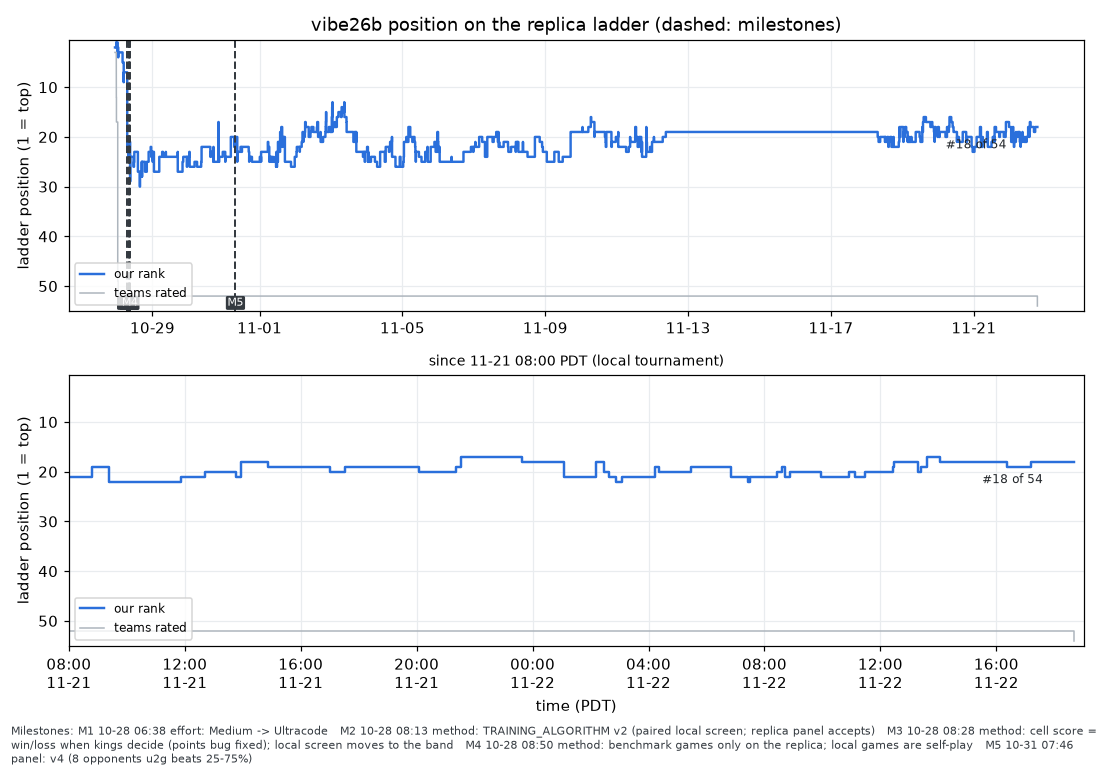 vibe26b position on the replica ladder (dashed: milestones)
ladder position (1 = top)
10
20
30
40
50
#18 of 54
our rank
teams rated
M5
10-29
11-01
11-05
11-09
11-13
11-17
11-21
since 11-21 08:00 PDT (local tournament)
ladder position (1 = top)
10
20
30
40
50
#18 of 54
our rank
teams rated
08:00
11-21
12:00
11-21
16:00
11-21
20:00
11-21
00:00
11-22
04:00
11-22
08:00
11-22
12:00
11-22
16:00
11-22
time (PDT)
Milestones: M1 10-28 06:38 effort: Medium -> Ultracode M2 10-28 08:13 method: TRAINING_ALGORITHM v2 (paired local screen; replica panel accepts) M3 10-28 08:28 method: cell score =
win/loss when kings decide (points bug fixed); local screen moves to the band M4 10-28 08:50 method: benchmark games only on the replica; local games are self-play M5 10-31 07:46
panel: v4 (8 opponents u2g beats 25-75%)